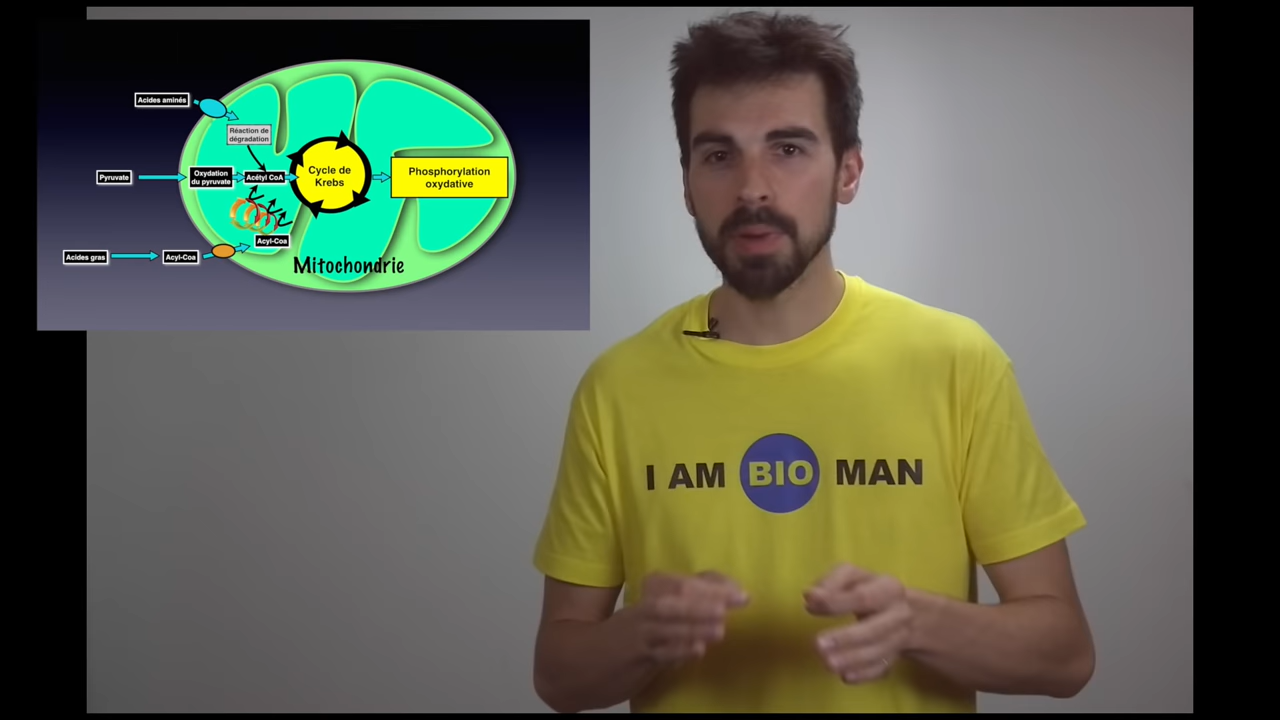 Acides aminés
Réaction de
dégradation
Pyruvate
Oxydation
du pyruvate
Acétyl CoA
Cycle de
Krebs
Phosphorylation
oxydative
Acyl-Coa
Acides gras
Acyl-Coa
Mitochondrie
I AM BIO MAN